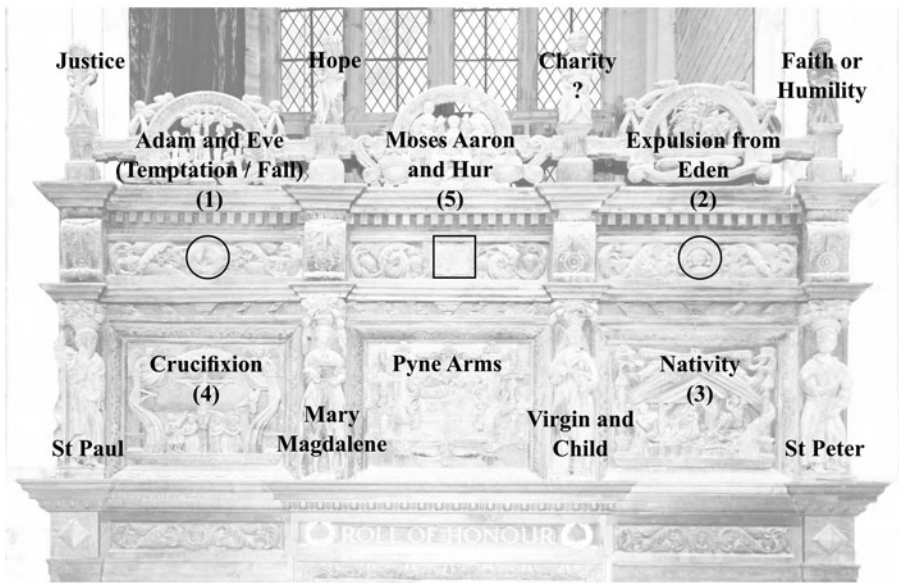 Justice
Hope
Charity
?
Faith or
Humility
Adam and Eve
(Temptation / Fall)
(1)
Moses Aaron
and Hur
(5)
Expulsion from
Eden
(2)
Crucifixion
(4)
Pyne Arms
Nativity
(3)
St Paul
Mary
Magdalene
Virgin and
Child
St Peter
ROLL OF HONOUR